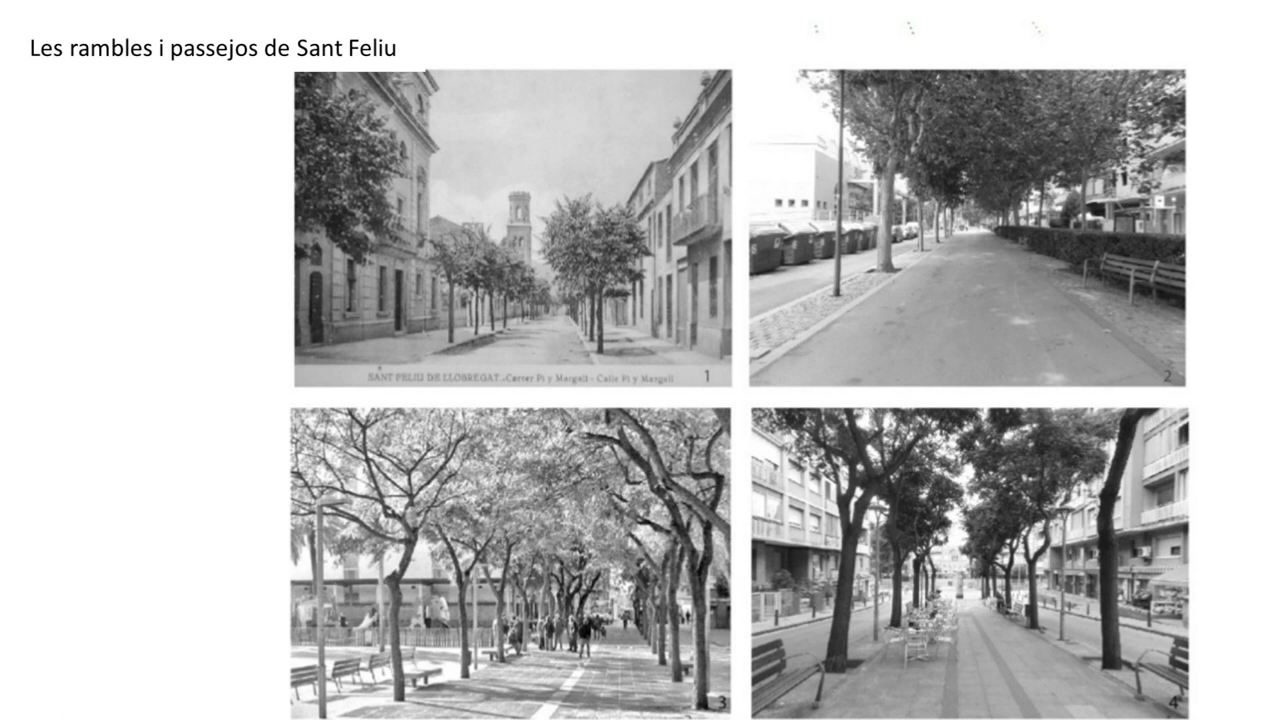 Les rambles i passejos de Sant Feliu
SANT FELIU DE LLOBREGAT.-Carrer Pi y Margall - Calle Pi y Margall
1
2
3
4